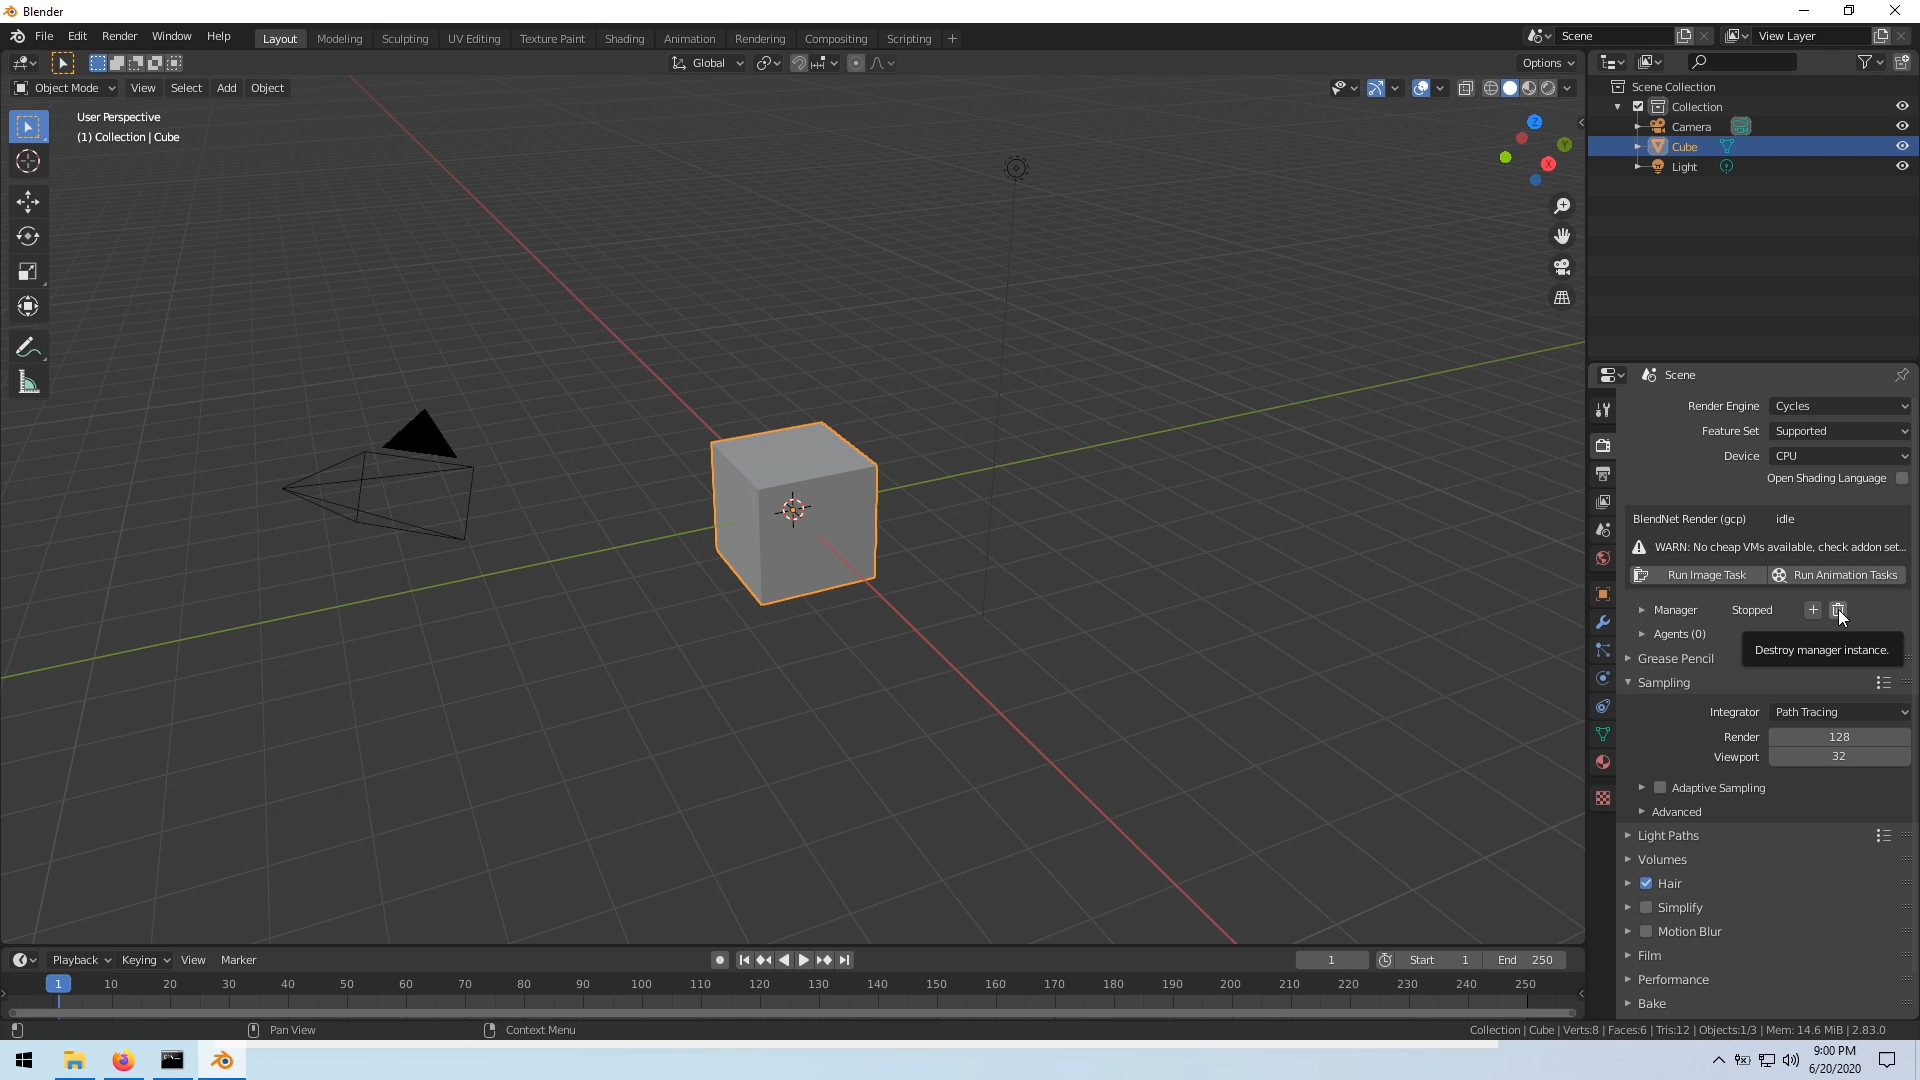 Blender
File Edit Render Window Help Layout Modeling Sculpting UV Editing Texture Paint Shading Animation Rendering Compositing Scripting + Scene View Layer
Global Options
Object Mode View Select Add Object
User Perspective
(1) Collection | Cube
Z
Y
X
Scene Collection
Collection
Camera
Cube
Light
Scene
Render Engine Cycles
Feature Set Supported
Device CPU
Open Shading Language
BlendNet Render (gcp) idle
WARN: No cheap VMs available, check addon set...
Run Image Task Run Animation Tasks
Manager Stopped +
Agents (0)
Destroy manager instance.
Grease Pencil
Sampling
Integrator Path Tracing
Render 128
Viewport 32
Adaptive Sampling
Advanced
Light Paths
Volumes
Hair
Simplify
Motion Blur
Film
Performance
Bake
Playback Keying View Marker 1 Start 1 End 250
1 10 20 30 40 50 60 70 80 90 100 110 120 130 140 150 160 170 180 190 200 210 220 230 240 250
Pan View Context Menu Collection | Cube | Verts:8 | Faces:6 | Tris:12 | Objects:1/3 | Mem: 14.6 MiB | 2.83.0
9:00 PM
6/20/2020